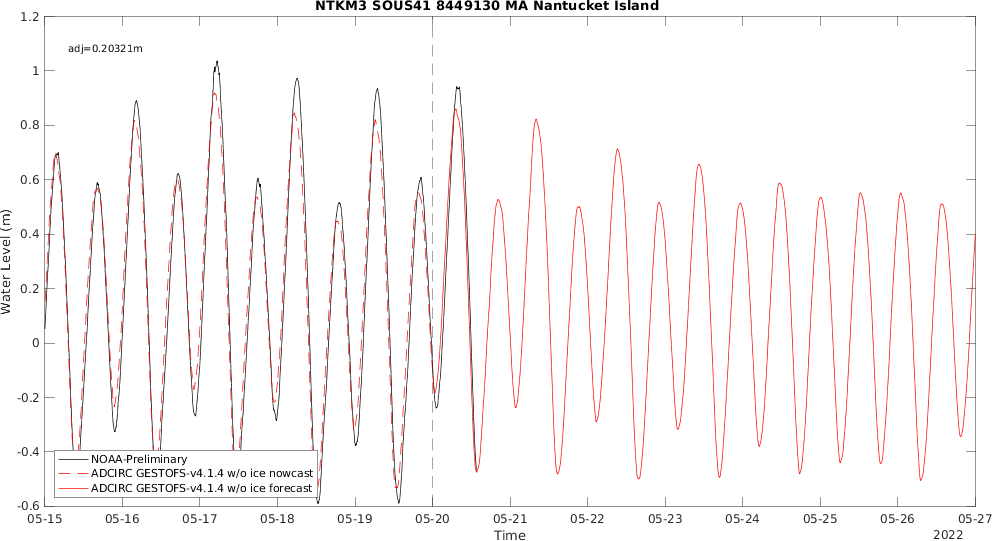 NTKM3 SOUS41 8449130 MA Nantucket Island
1.2
adj=0.20321m
1
0.8
0.6
0.4
0.2
0
-0.2
-0.4
-0.6
Water Level (m)
NOAA-Preliminary
ADCIRC GESTOFS-v4.1.4 w/o ice nowcast
ADCIRC GESTOFS-v4.1.4 w/o ice forecast
05-15 05-16 05-17 05-18 05-19 05-20 05-21 05-22 05-23 05-24 05-25 05-26 05-27
Time
2022